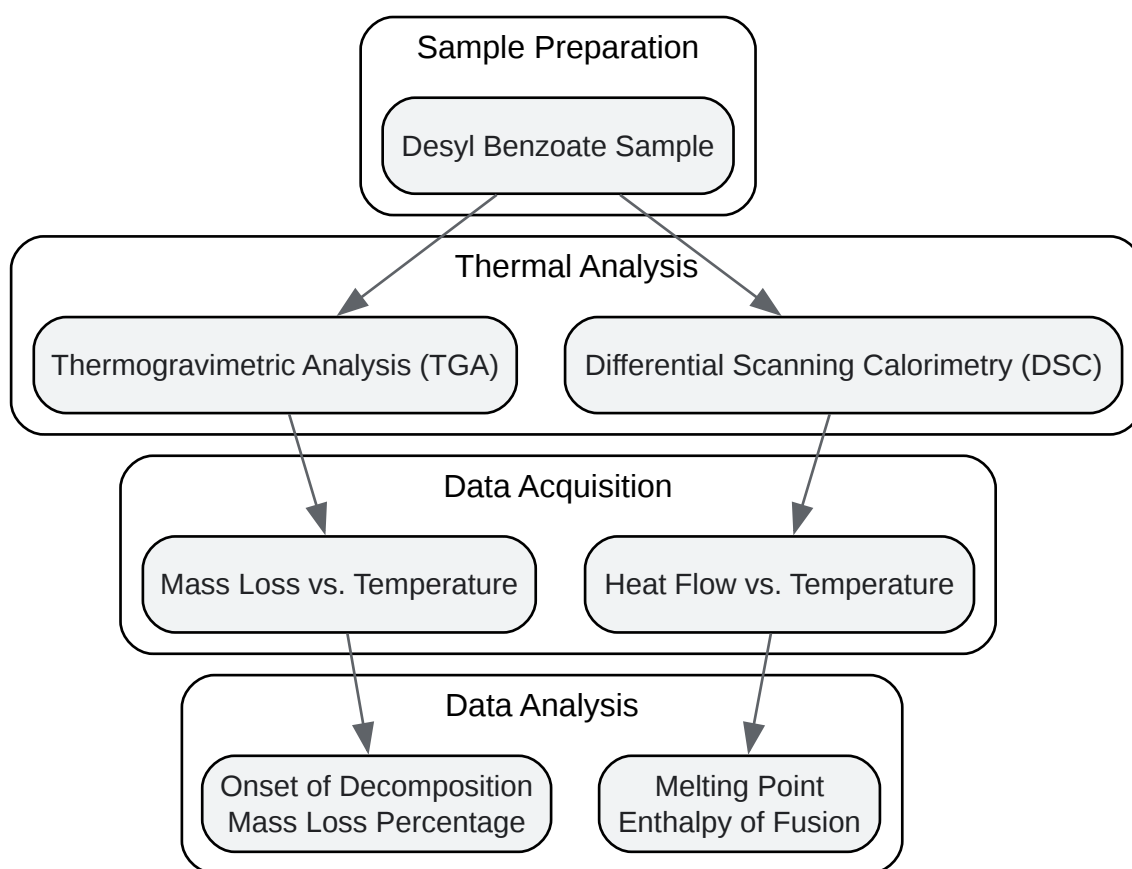 Sample Preparation
Desyl Benzoate Sample
Thermal Analysis
Thermogravimetric Analysis (TGA)
Differential Scanning Calorimetry (DSC)
Data Acquisition
Mass Loss vs. Temperature
Heat Flow vs. Temperature
Data Analysis
Onset of Decomposition
Mass Loss Percentage
Melting Point
Enthalpy of Fusion